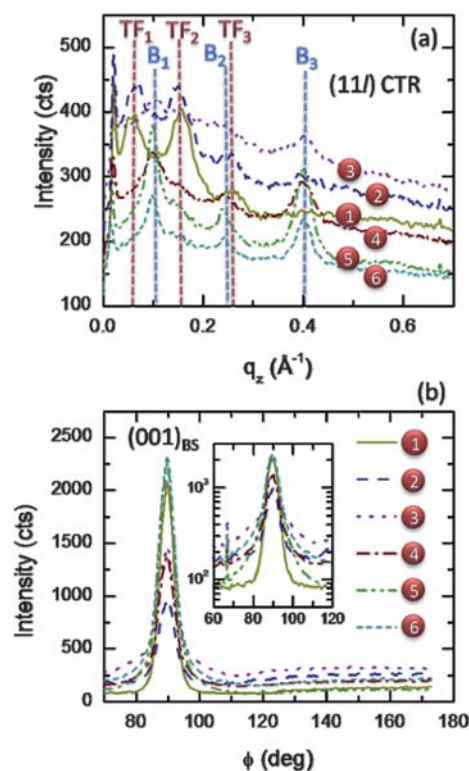 TF1 TF2 TF3
B1 B2 B3
(a)
(11l) CTR
Intensity (cts)
500
400
300
200
100
3
2
1
4
5
6
0.0 0.2 0.4 0.6
qz (Å-1)
(b)
(001)BS
Intensity (cts)
2500
2000
1500
1000
500
250
0
10³
10²
60 80 100 120
1
2
3
4
5
6
80 100 120 140 160 180
ϕ (deg)